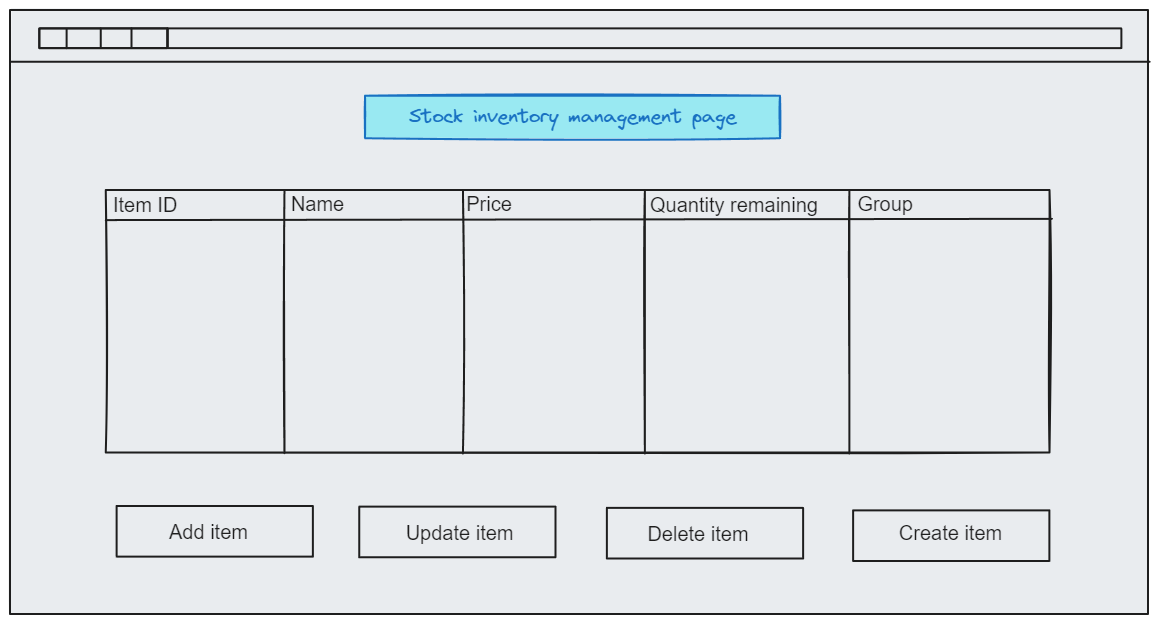 Stock inventory management page
Item ID Name Price Quantity remaining Group
Add item Update item Delete item Create item